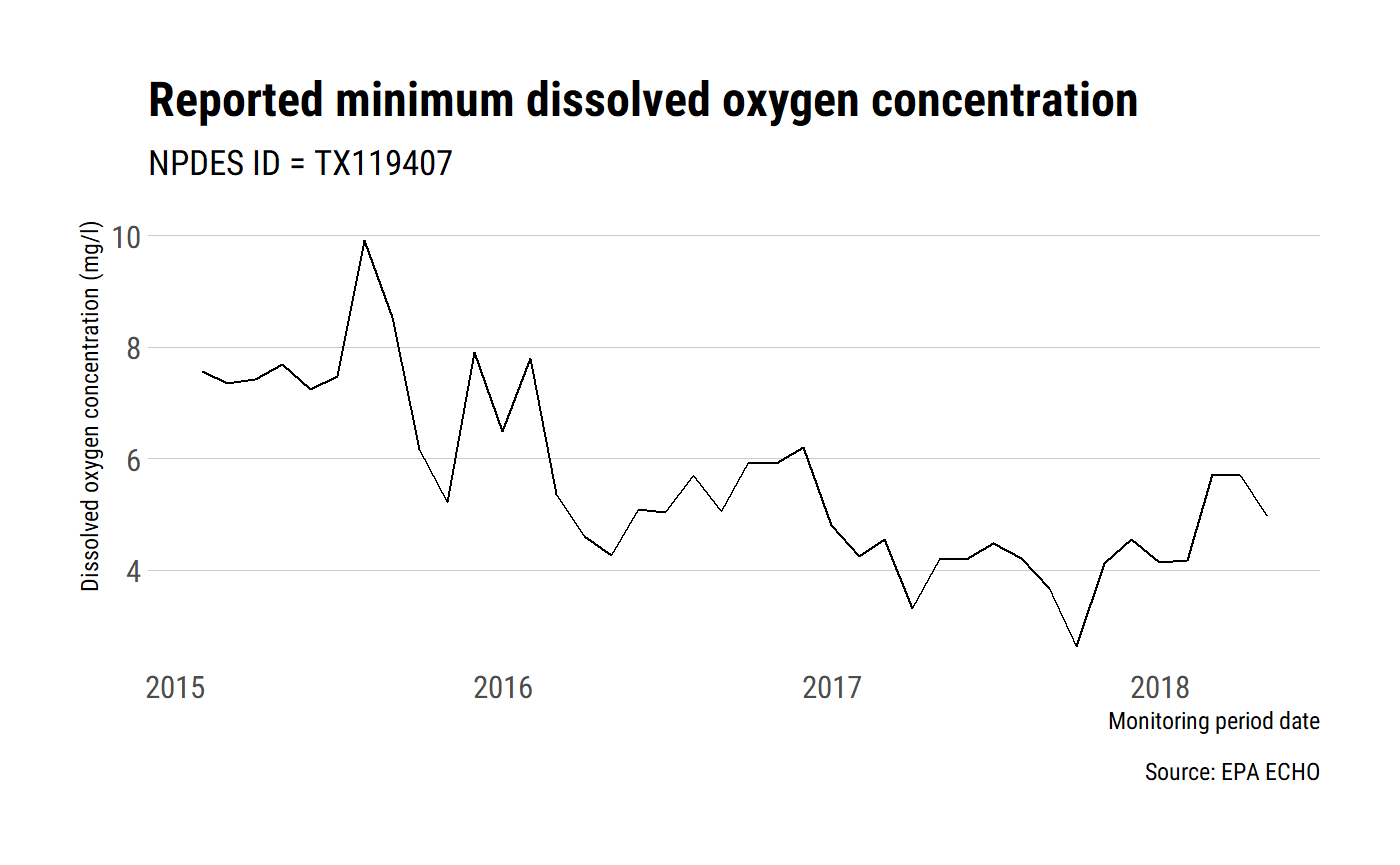 Reported minimum dissolved oxygen concentration
NPDES ID = TX119407
Dissolved oxygen concentration (mg/l)
10
8
6
4
2015 2016 2017 2018
Monitoring period date
Source: EPA ECHO